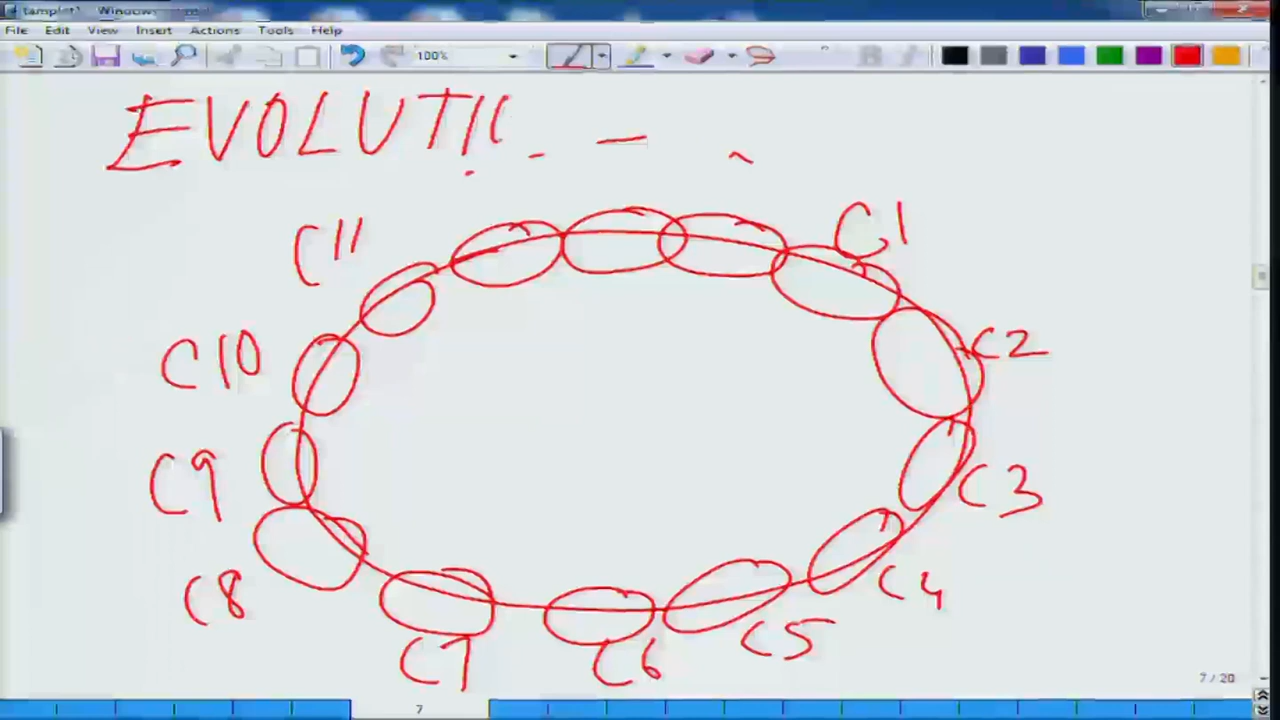 File Edit View Insert Actions Tools Help
100%
EVOLUT
C1
C11
C2
C10
C9
C3
C8
C4
C7
C6
C5
7 / 20
7